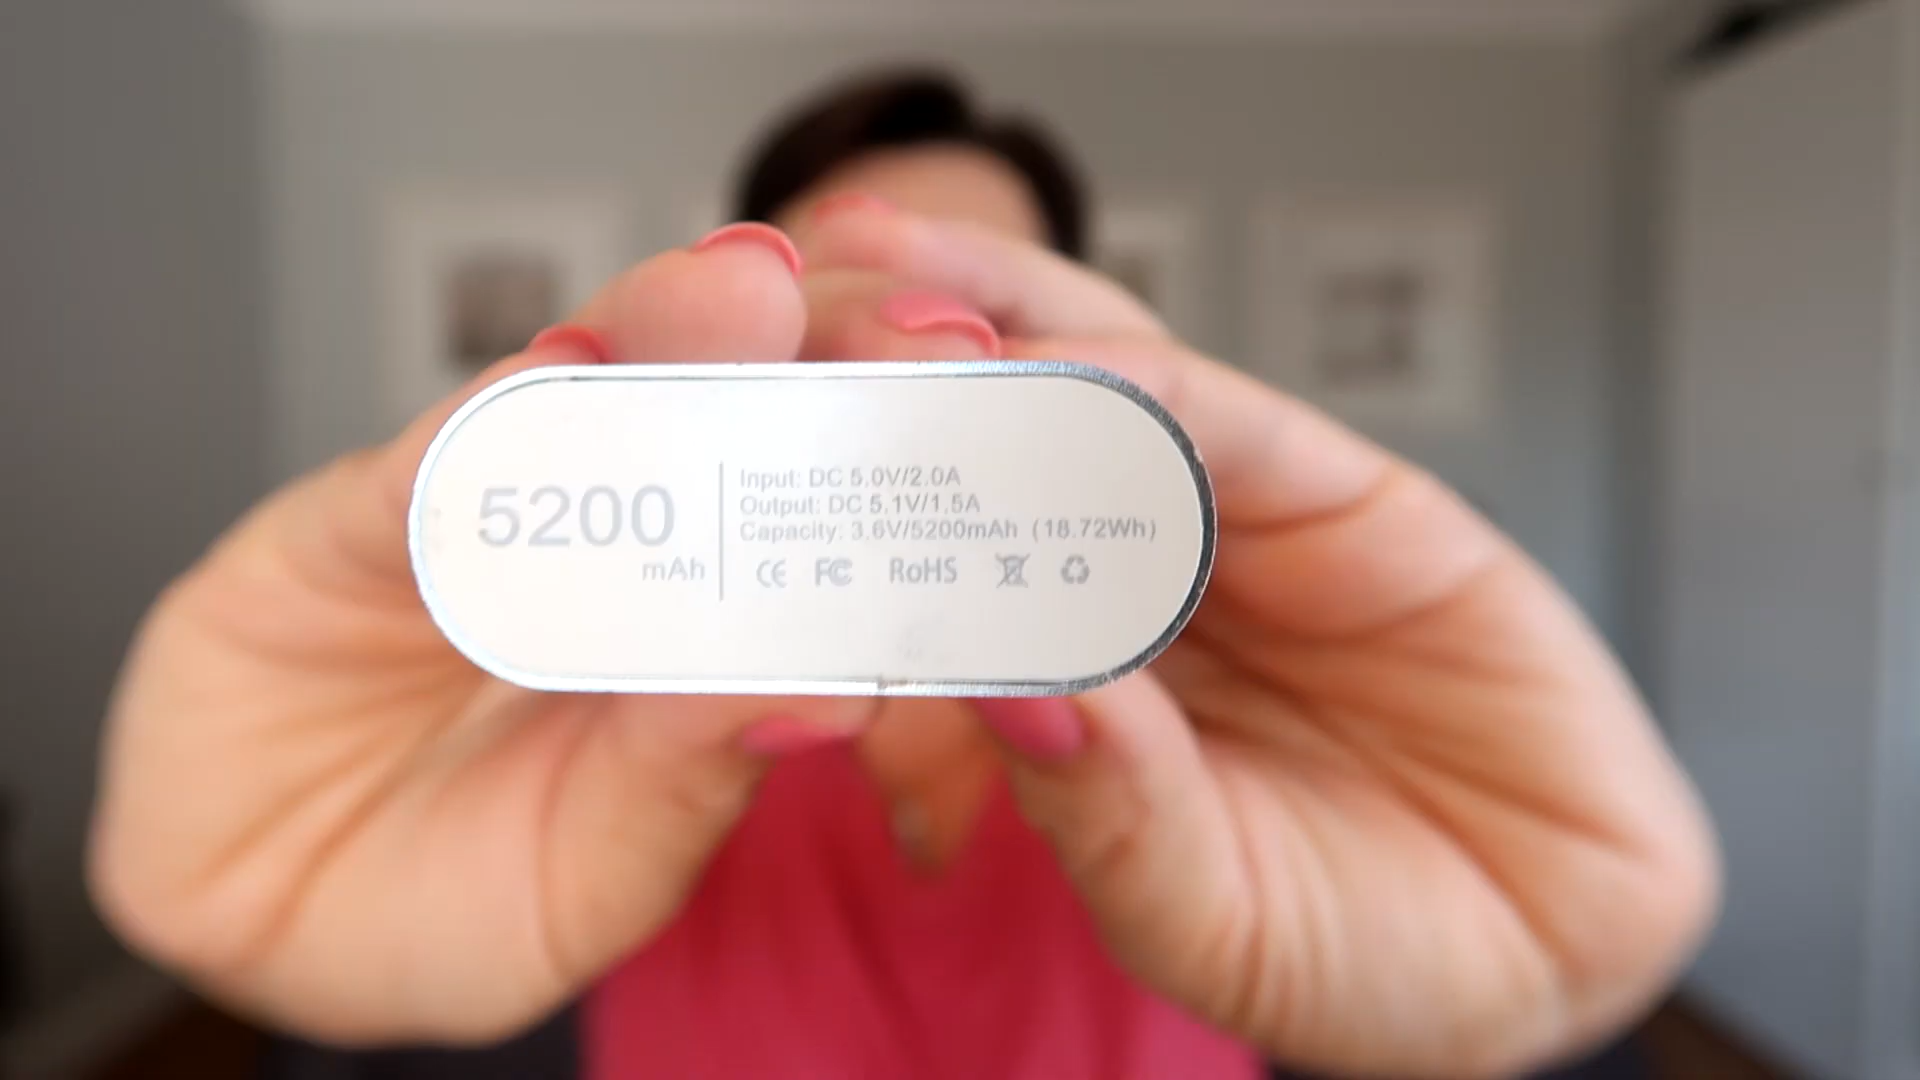 5200
mAh
Input: DC 5.0V/2.0A
Output: DC 5.1V/1.5A
Capacity: 3.6V/5200mAh (18.72Wh)
CE FC RoHS